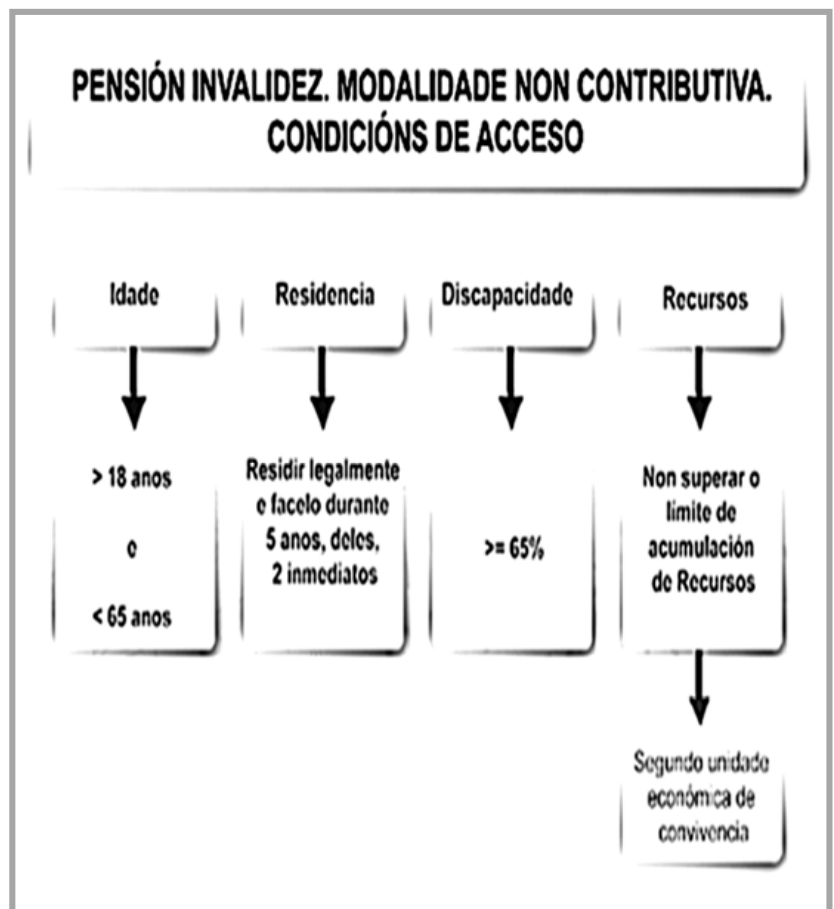 PENSIÓN INVALIDEZ. MODALIDADE NON CONTRIBUTIVA.
CONDICIÓNS DE ACCESO
Idade
> 18 anos
e
< 65 anos
Residencia
Residir legalmente
e facelo durante
5 anos, deles,
2 inmediatos
Discapacidade
>= 65%
Recursos
Non superar o
limite de
acumulación
de Recursos
Segundo unidade
económica de
convivencia